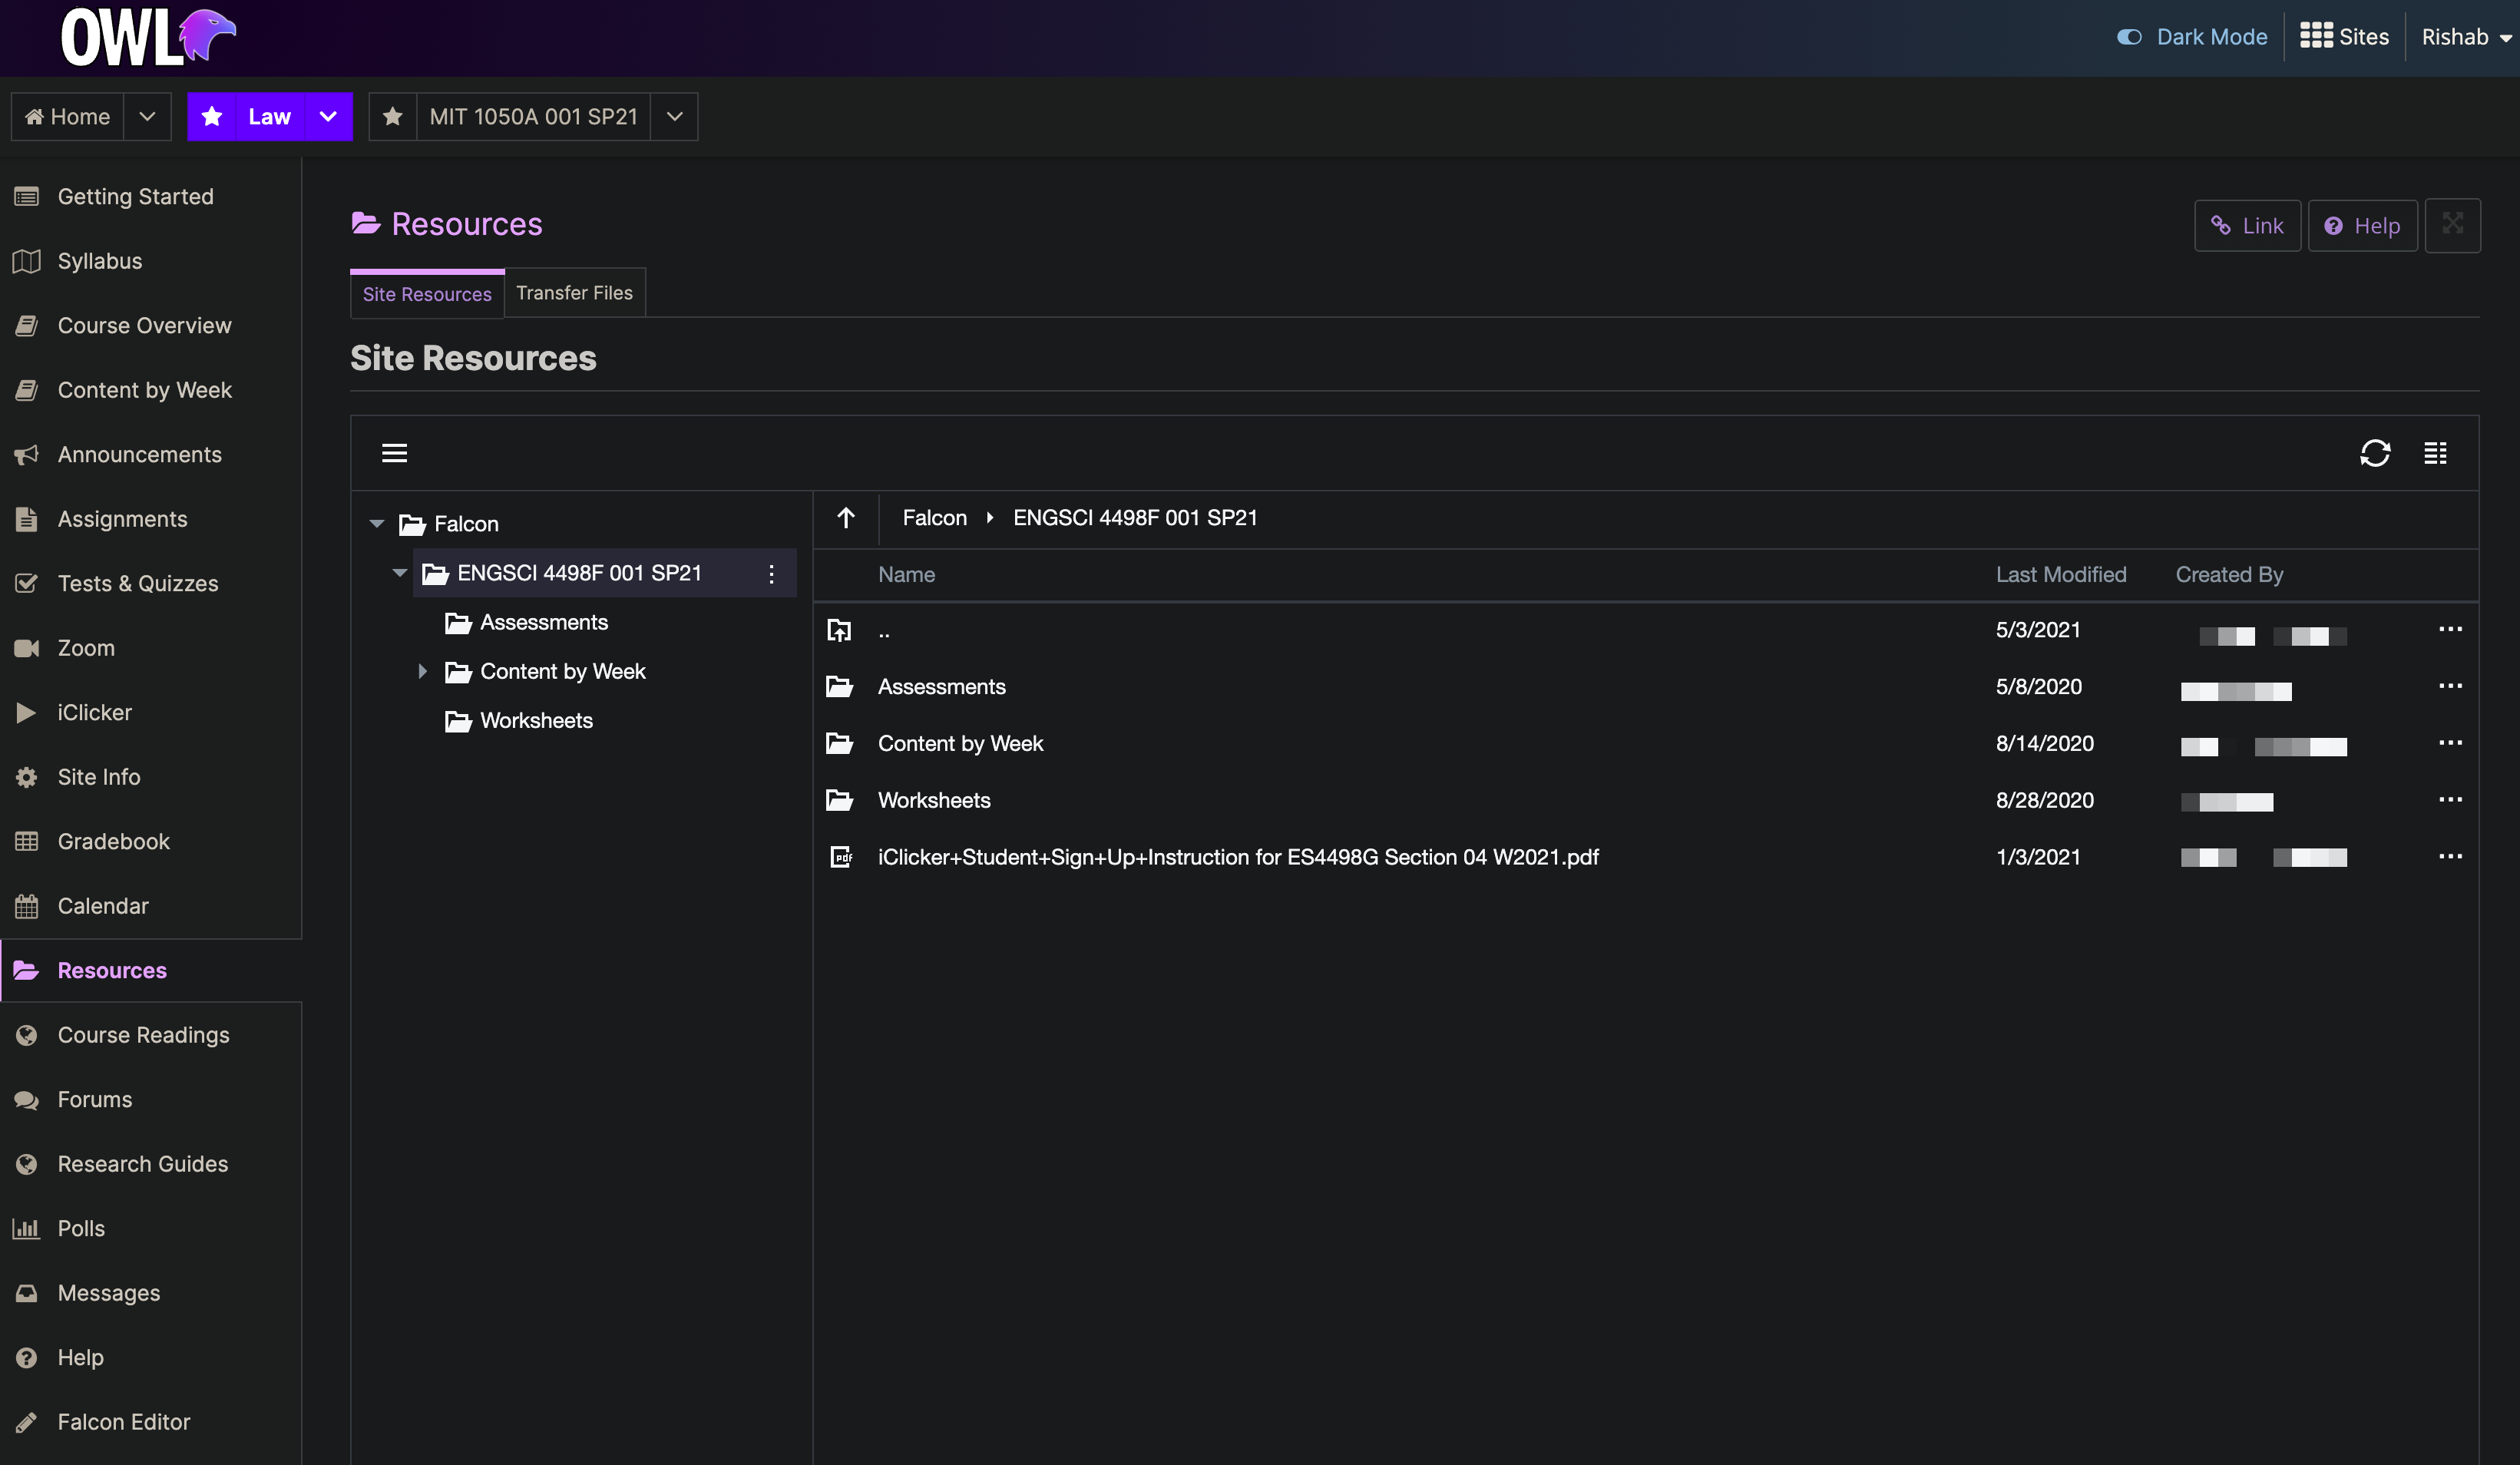 OWL
Dark Mode
Sites
Rishab
Home
Law
MIT 1050A 001 SP21
Getting Started
Syllabus
Course Overview
Content by Week
Announcements
Assignments
Tests & Quizzes
Zoom
iClicker
Site Info
Gradebook
Calendar
Resources
Course Readings
Forums
Research Guides
Polls
Messages
Help
Falcon Editor
Resources
Link
Help
Site Resources
Transfer Files
Site Resources
Falcon
ENGSCI 4498F 001 SP21
Assessments
Content by Week
Worksheets
Falcon ENGSCI 4498F 001 SP21
Name Last Modified Created By
.. 5/3/2021
Assessments 5/8/2020
Content by Week 8/14/2020
Worksheets 8/28/2020
PDF iClicker+Student+Sign+Up+Instruction for ES4498G Section 04 W2021.pdf 1/3/2021